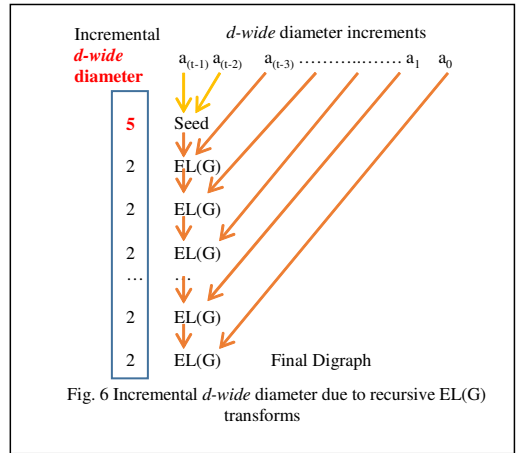 Incremental d-wide diameter increments
d-wide
diameter a(t-1) a(t-2) a(t-3) ………...……. a1 a0
5 Seed
2 EL(G)
2 EL(G)
2 EL(G)
… …
2 EL(G)
2 EL(G) Final Digraph
Fig. 6 Incremental d-wide diameter due to recursive EL(G)
transforms